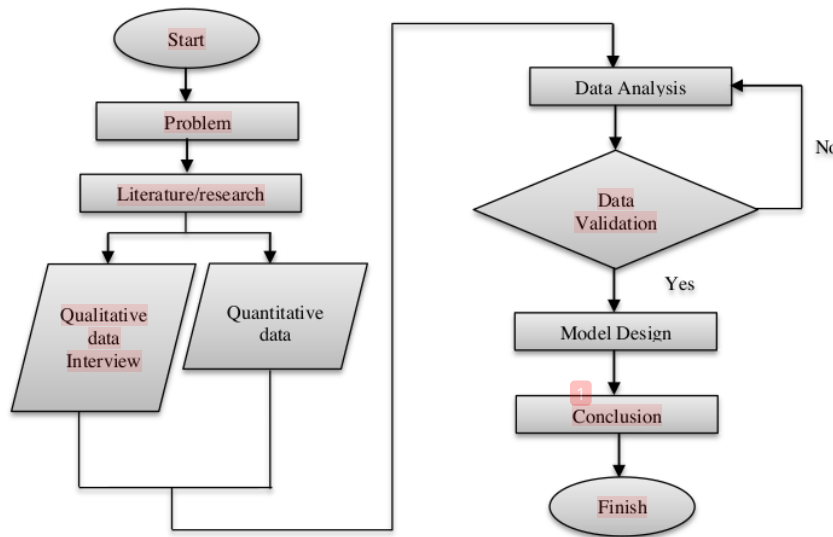 Start
Problem
Literature/research
Qualitative
data
Interview
Quantitative
data
Data Analysis
No
Data
Validation
Yes
Model Design
1
Conclusion
Finish